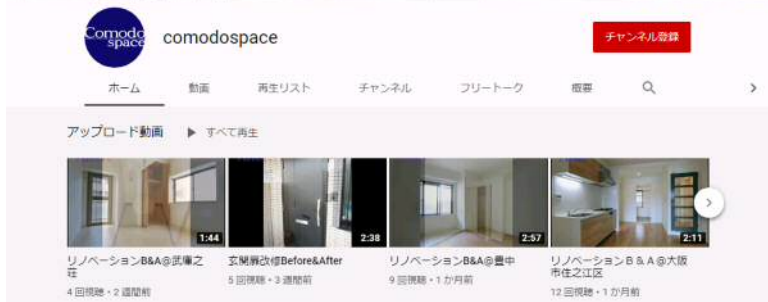 Comodo
space
comodospace
チャンネル登録
ホーム 動画 再生リスト チャンネル フリートーク 概要
アップロード動画 ▶ すべて再生
1:44 2:38 2:57 2:11
リノベーションB&A@武庫之荘
4 回視聴・2 週間前
玄関扉改修Before&After
5 回視聴・3 週間前
リノベーションB&A@豊中
9 回視聴・1 か月前
リノベーションB&A@大阪
市住之江区
12 回視聴・1 か月前